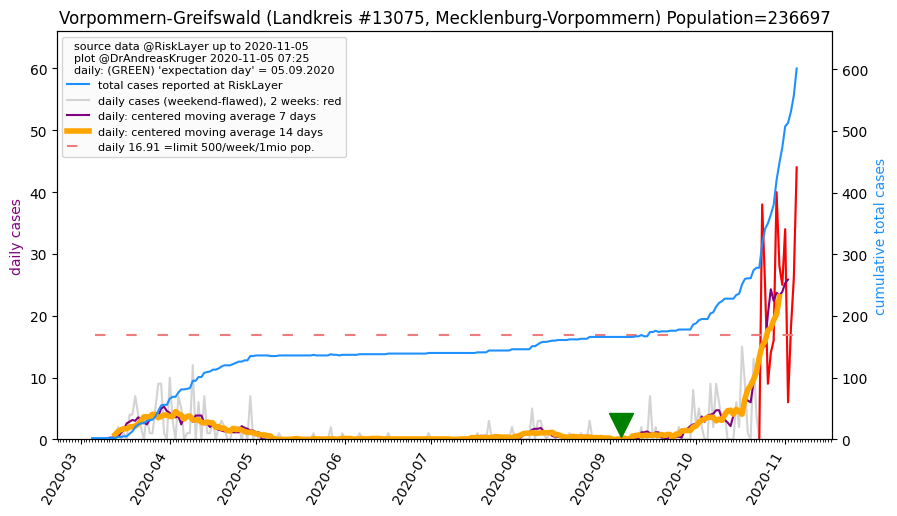 Vorpommern-Greifswald (Landkreis #13075, Mecklenburg-Vorpommern) Population=236697
source data @RiskLayer up to 2020-11-05
plot @DrAndreasKruger 2020-11-05 07:25
daily: (GREEN) 'expectation day' = 05.09.2020
total cases reported at RiskLayer
daily cases (weekend-flawed), 2 weeks: red
daily: centered moving average 7 days
daily: centered moving average 14 days
daily 16.91 =limit 500/week/1mio pop.
daily cases
60
50
40
30
20
10
0
cumulative total cases
600
500
400
300
200
100
0
2020-03
2020-04
2020-05
2020-06
2020-07
2020-08
2020-09
2020-10
2020-11